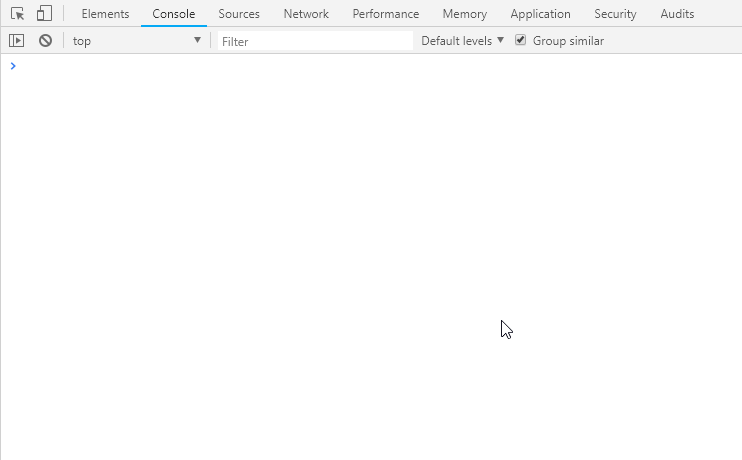 Elements Console Sources Network Performance Memory Application Security Audits
top Filter Default levels Group similar